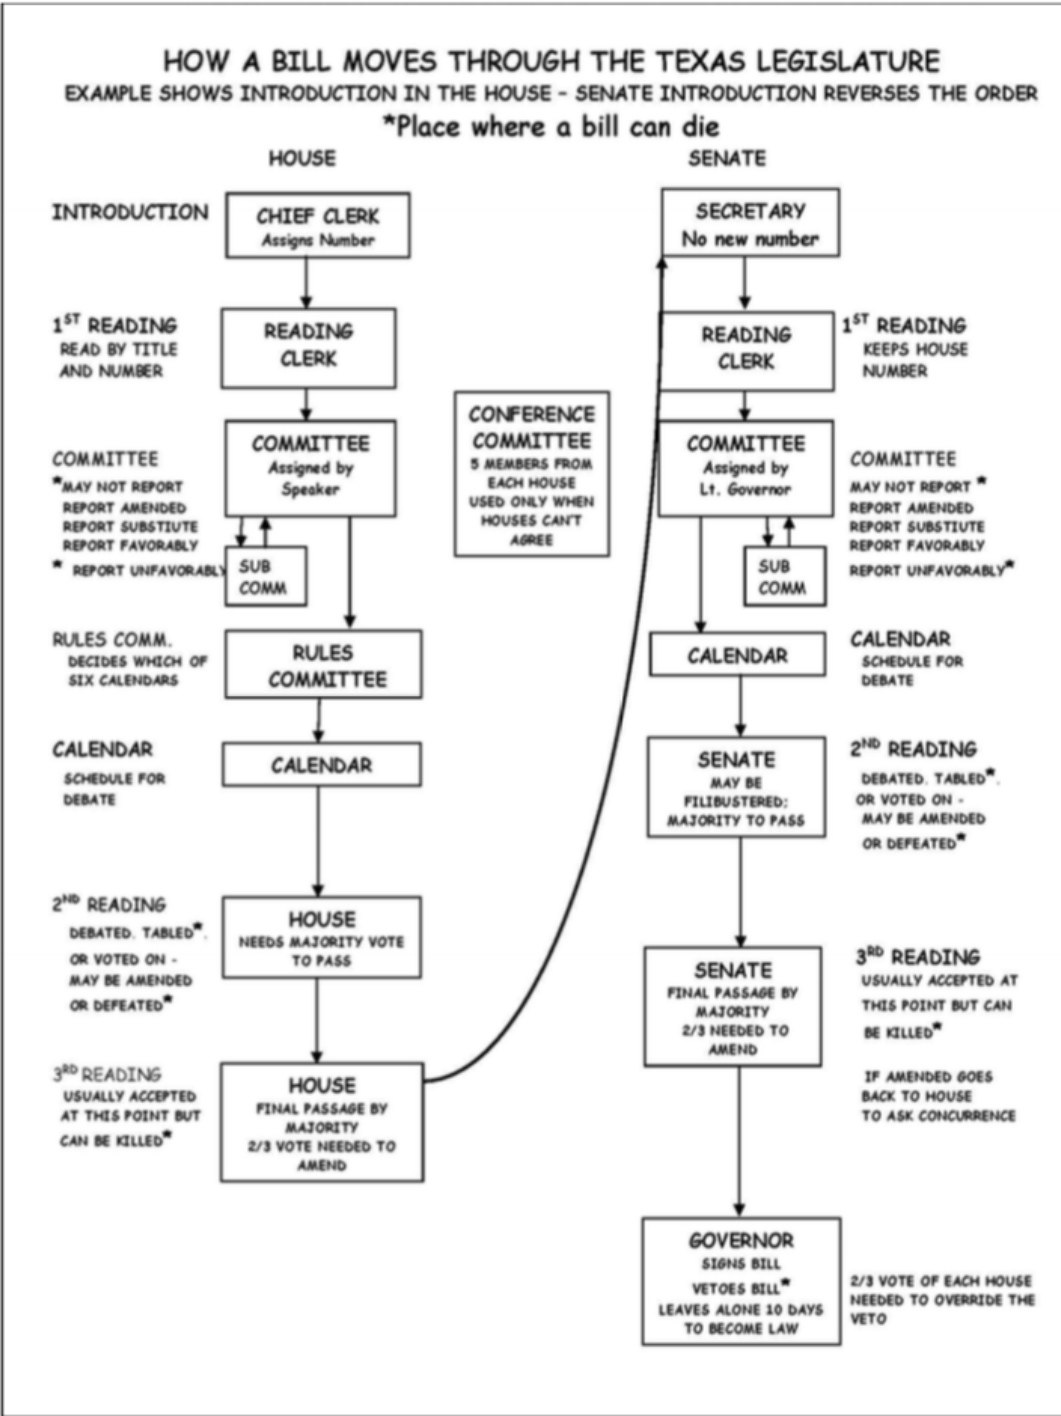 HOW A BILL MOVES THROUGH THE TEXAS LEGISLATURE
EXAMPLE SHOWS INTRODUCTION IN THE HOUSE – SENATE INTRODUCTION REVERSES THE ORDER
*Place where a bill can die
HOUSE
INTRODUCTION
CHIEF CLERK
Assigns Number
1ST READING
READ BY TITLE
AND NUMBER
READING
CLERK
COMMITTEE
*MAY NOT REPORT
REPORT AMENDED
REPORT SUBSTIUTE
REPORT FAVORABLY
* REPORT UNFAVORABLY
COMMITTEE
Assigned by
Speaker
SUB
COMM
RULES COMM.
DECIDES WHICH OF
SIX CALENDARS
RULES
COMMITTEE
CALENDAR
SCHEDULE FOR
DEBATE
CALENDAR
2ND READING
DEBATED. TABLED*.
OR VOTED ON -
MAY BE AMENDED
OR DEFEATED*
HOUSE
NEEDS MAJORITY VOTE
TO PASS
3RD READING
USUALLY ACCEPTED
AT THIS POINT BUT
CAN BE KILLED*
HOUSE
FINAL PASSAGE BY
MAJORITY
2/3 VOTE NEEDED TO
AMEND
CONFERENCE
COMMITTEE
5 MEMBERS FROM
EACH HOUSE
USED ONLY WHEN
HOUSES CAN'T
AGREE
SENATE
SECRETARY
No new number
READING
CLERK
1ST READING
KEEPS HOUSE
NUMBER
COMMITTEE
Assigned by
Lt. Governor
SUB
COMM
COMMITTEE
MAY NOT REPORT *
REPORT AMENDED
REPORT SUBSTIUTE
REPORT FAVORABLY
REPORT UNFAVORABLY*
CALENDAR
CALENDAR
SCHEDULE FOR
DEBATE
SENATE
MAY BE
FILIBUSTERED;
MAJORITY TO PASS
2ND READING
DEBATED. TABLED*.
OR VOTED ON -
MAY BE AMENDED
OR DEFEATED*
SENATE
FINAL PASSAGE BY
MAJORITY
2/3 NEEDED TO
AMEND
3RD READING
USUALLY ACCEPTED AT
THIS POINT BUT CAN
BE KILLED*
IF AMENDED GOES
BACK TO HOUSE
TO ASK CONCURRENCE
GOVERNOR
SIGNS BILL
VETOES BILL*
LEAVES ALONE 10 DAYS
TO BECOME LAW
2/3 VOTE OF EACH HOUSE
NEEDED TO OVERRIDE THE
VETO